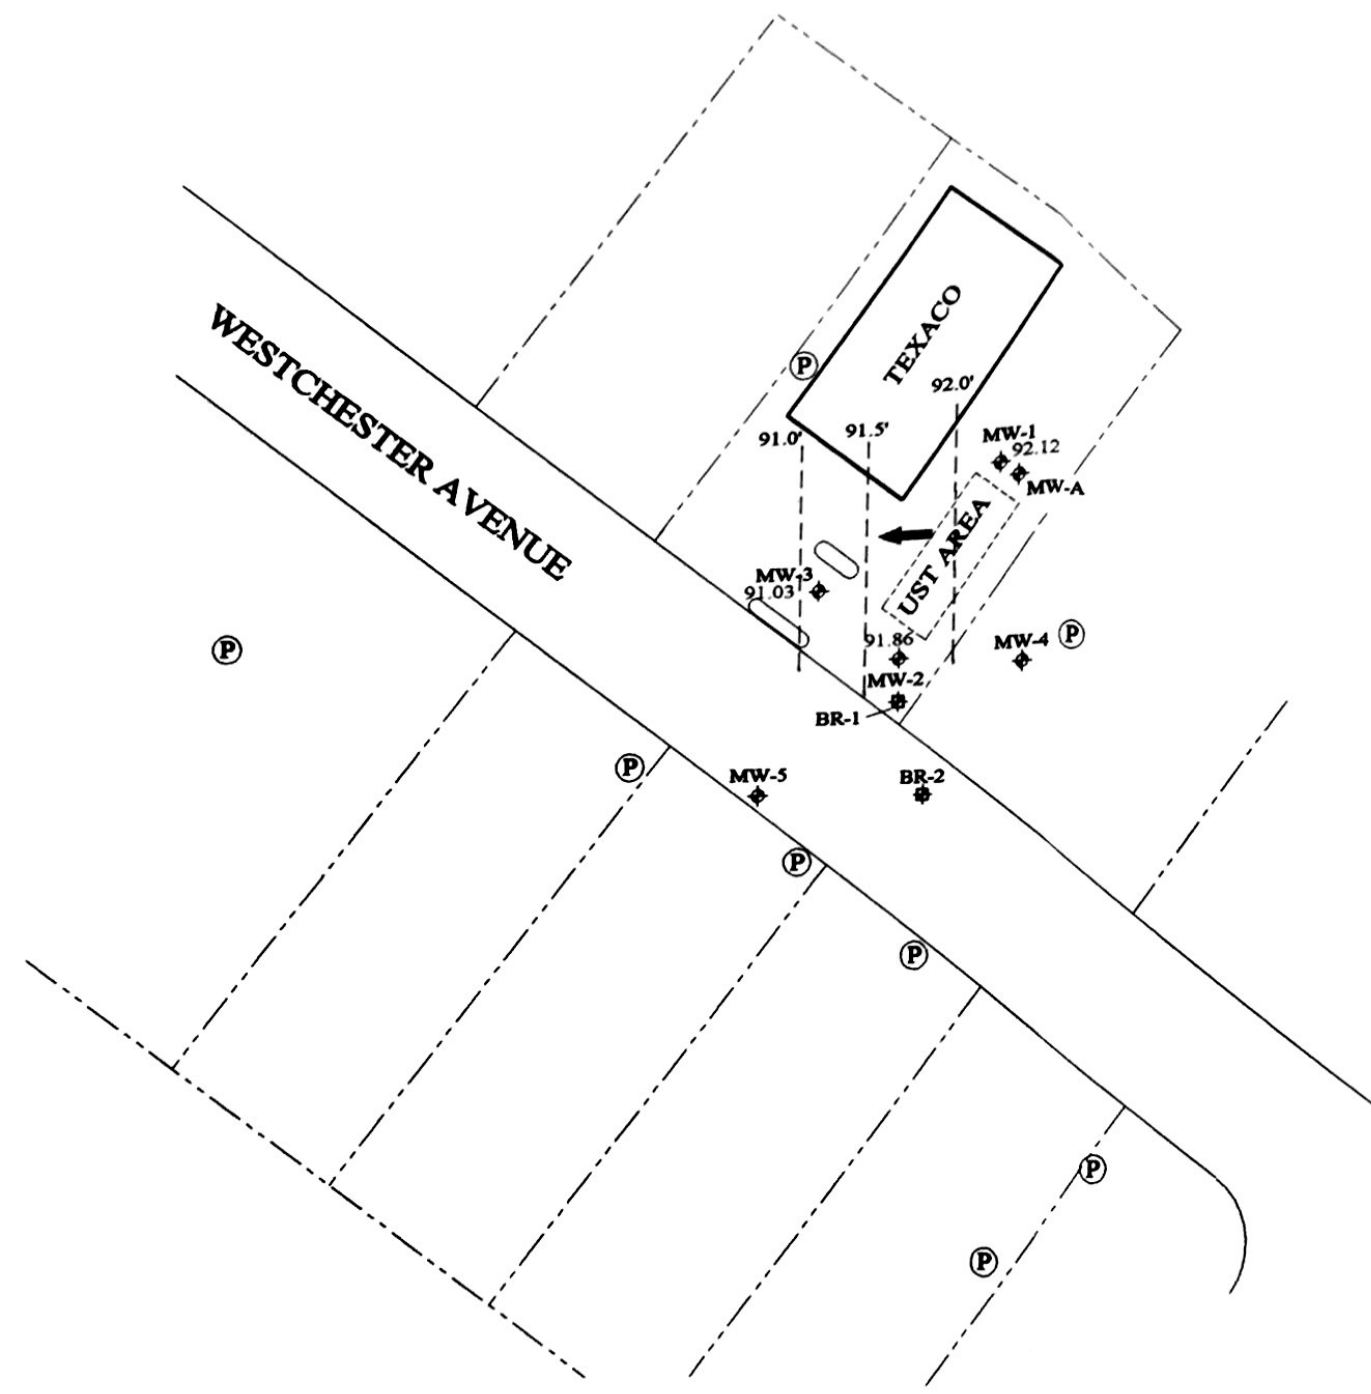 WESTCHESTER AVENUE
TEXACO
P
92.0'
91.0'
91.5'
MW-1
92.12
MW-A
UST AREA
MW-3
91.03
91.86
MW-4
P
MW-2
BR-1
P
P
MW-5
BR-2
P
P
P
P